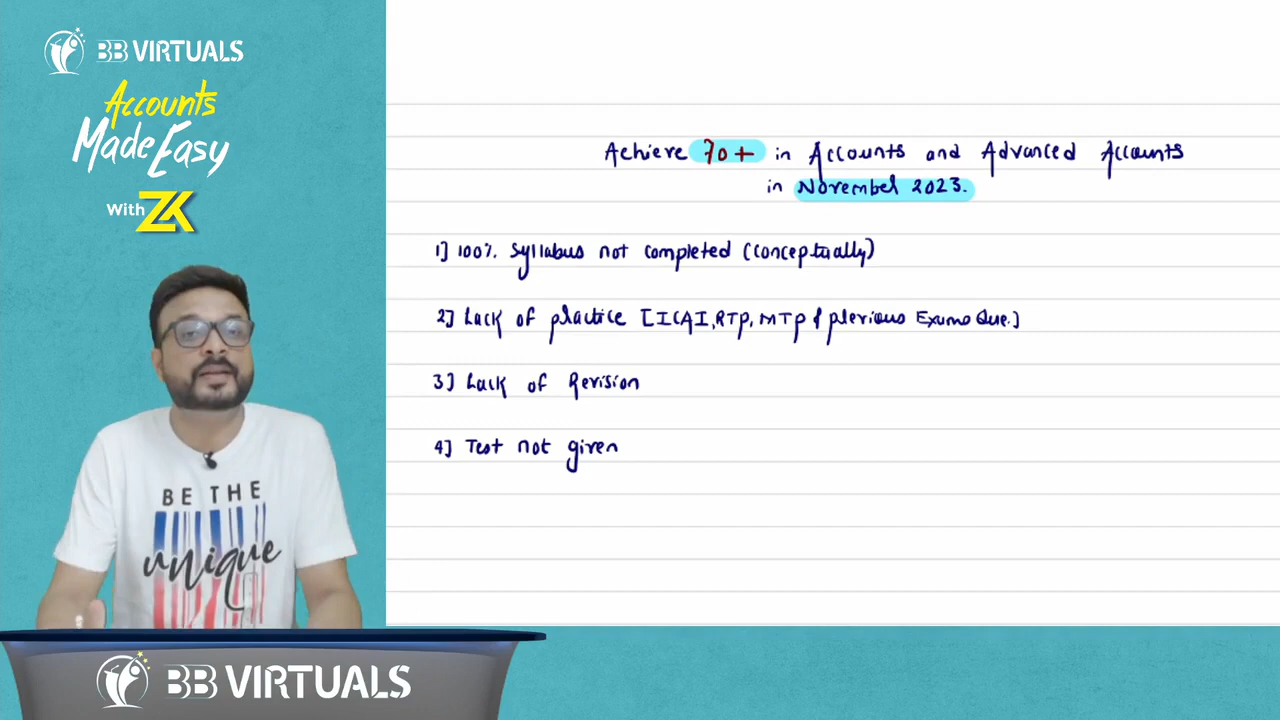 BB VIRTUALS
Accounts
Made Easy
With ZK
Achieve 70+ in Accounts and Advanced Accounts
in November 2023.
1] 100% Syllabus not completed (conceptually)
2] Lack of practice [ICAI, RTP, MTP & previous Exams Que.]
3] Lack of Revision
4] Test not given
BE THE
unique
BB VIRTUALS